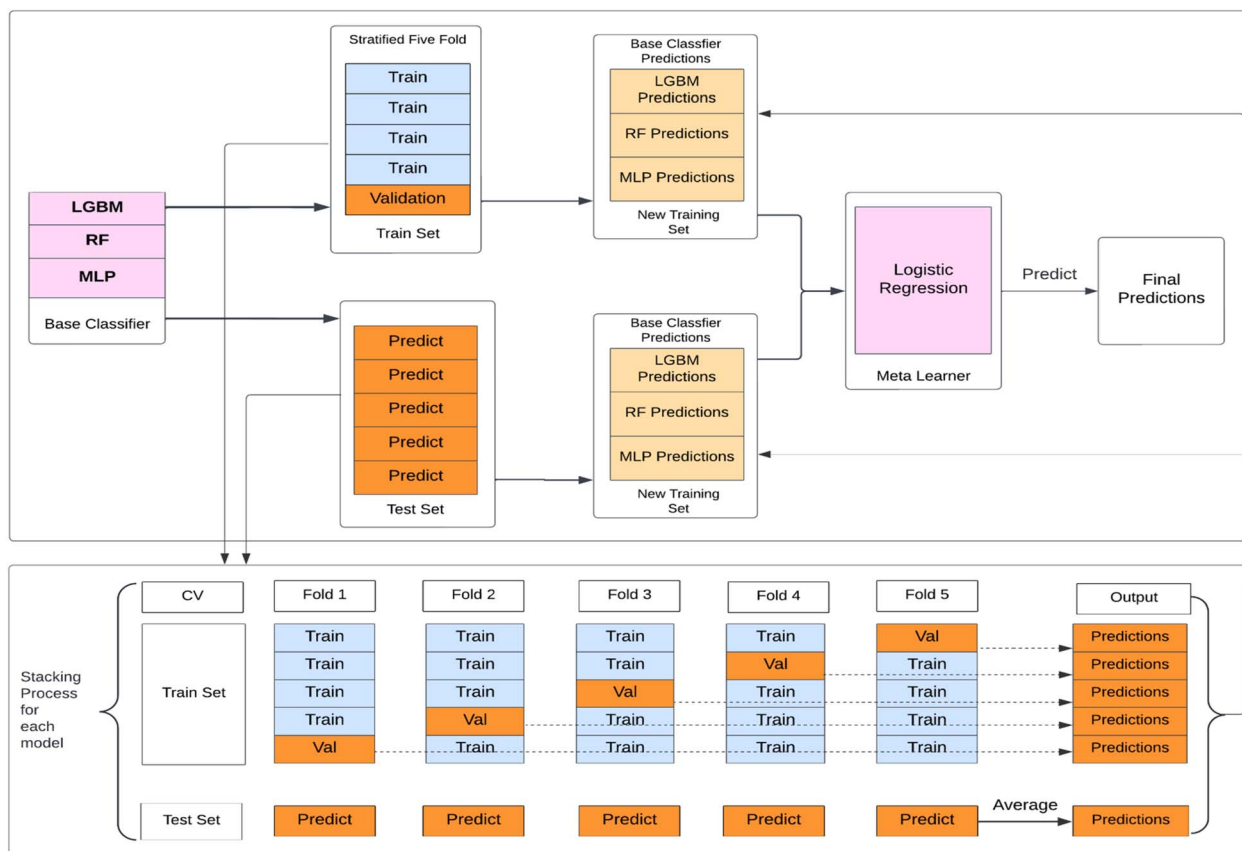 Stratified Five Fold
Train
Train
Train
Train
Validation
Train Set
Base Classfier
Predictions
LGBM
Predictions
RF Predictions
MLP Predictions
New Training
Set
LGBM
RF
MLP
Base Classifier
Predict
Predict
Predict
Predict
Predict
Test Set
Base Classfier
Predictions
LGBM
Predictions
RF Predictions
MLP Predictions
New Training
Set
Logistic
Regression
Meta Learner
Predict
Final
Predictions
Stacking
Process
for
each
model
CV
Fold 1
Fold 2
Fold 3
Fold 4
Fold 5
Output
Train Set
Train
Train
Train
Train
Val
Predictions
Train
Train
Train
Val
Train
Predictions
Train
Train
Val
Train
Train
Predictions
Train
Val
Train
Train
Train
Predictions
Val
Train
Train
Train
Train
Predictions
Test Set
Predict
Predict
Predict
Predict
Predict
Average
Predictions